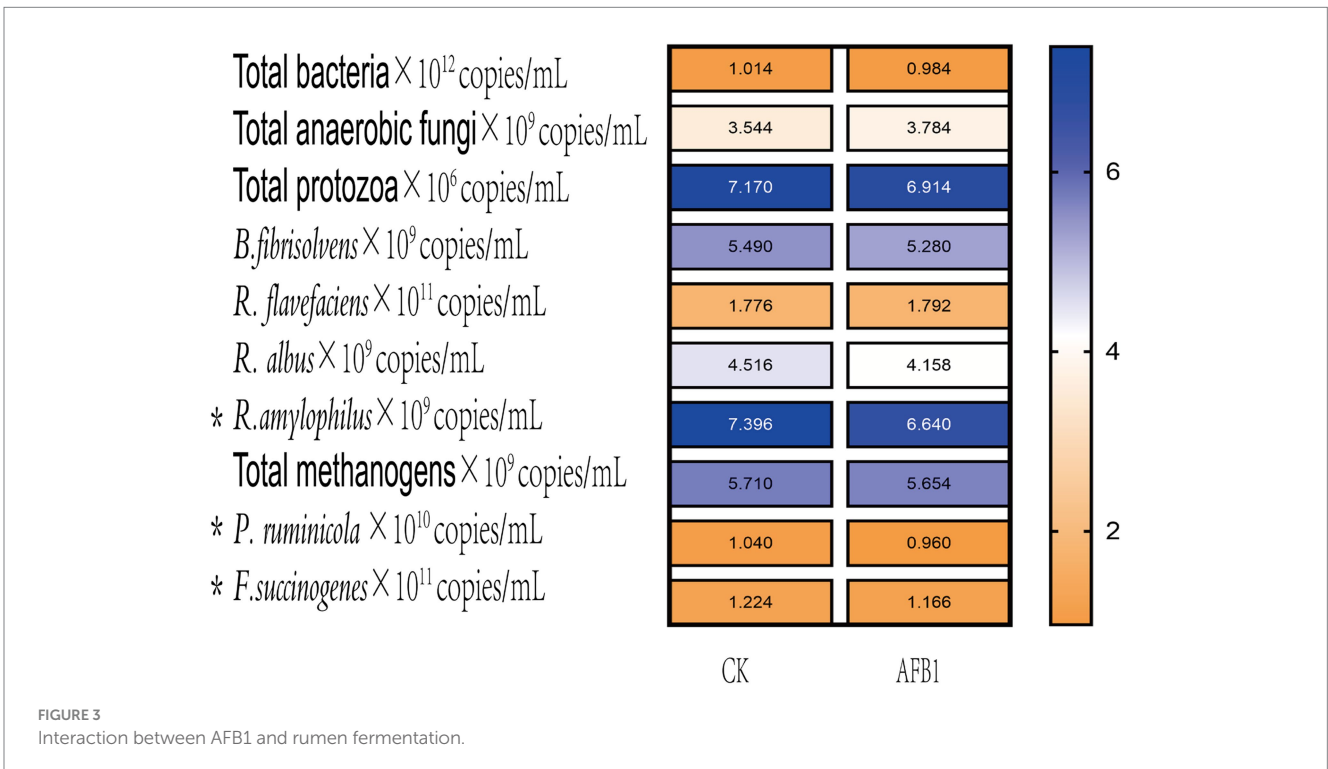 Total bacteria × 10¹² copies/mL 1.014 0.984
Total anaerobic fungi × 10⁹ copies/mL 3.544 3.784
Total protozoa × 10⁶ copies/mL 7.170 6.914
6
B.fibrisolvens × 10⁹ copies/mL 5.490 5.280
R. flavefaciens × 10¹¹ copies/mL 1.776 1.792
R. albus × 10⁹ copies/mL 4.516 4.158
4
* R.amylophilus × 10⁹ copies/mL 7.396 6.640
Total methanogens × 10⁹ copies/mL 5.710 5.654
* P. ruminicola × 10¹⁰ copies/mL 1.040 0.960
2
* F.succinogenes × 10¹¹ copies/mL 1.224 1.166
CK AFB1
FIGURE 3
Interaction between AFB1 and rumen fermentation.